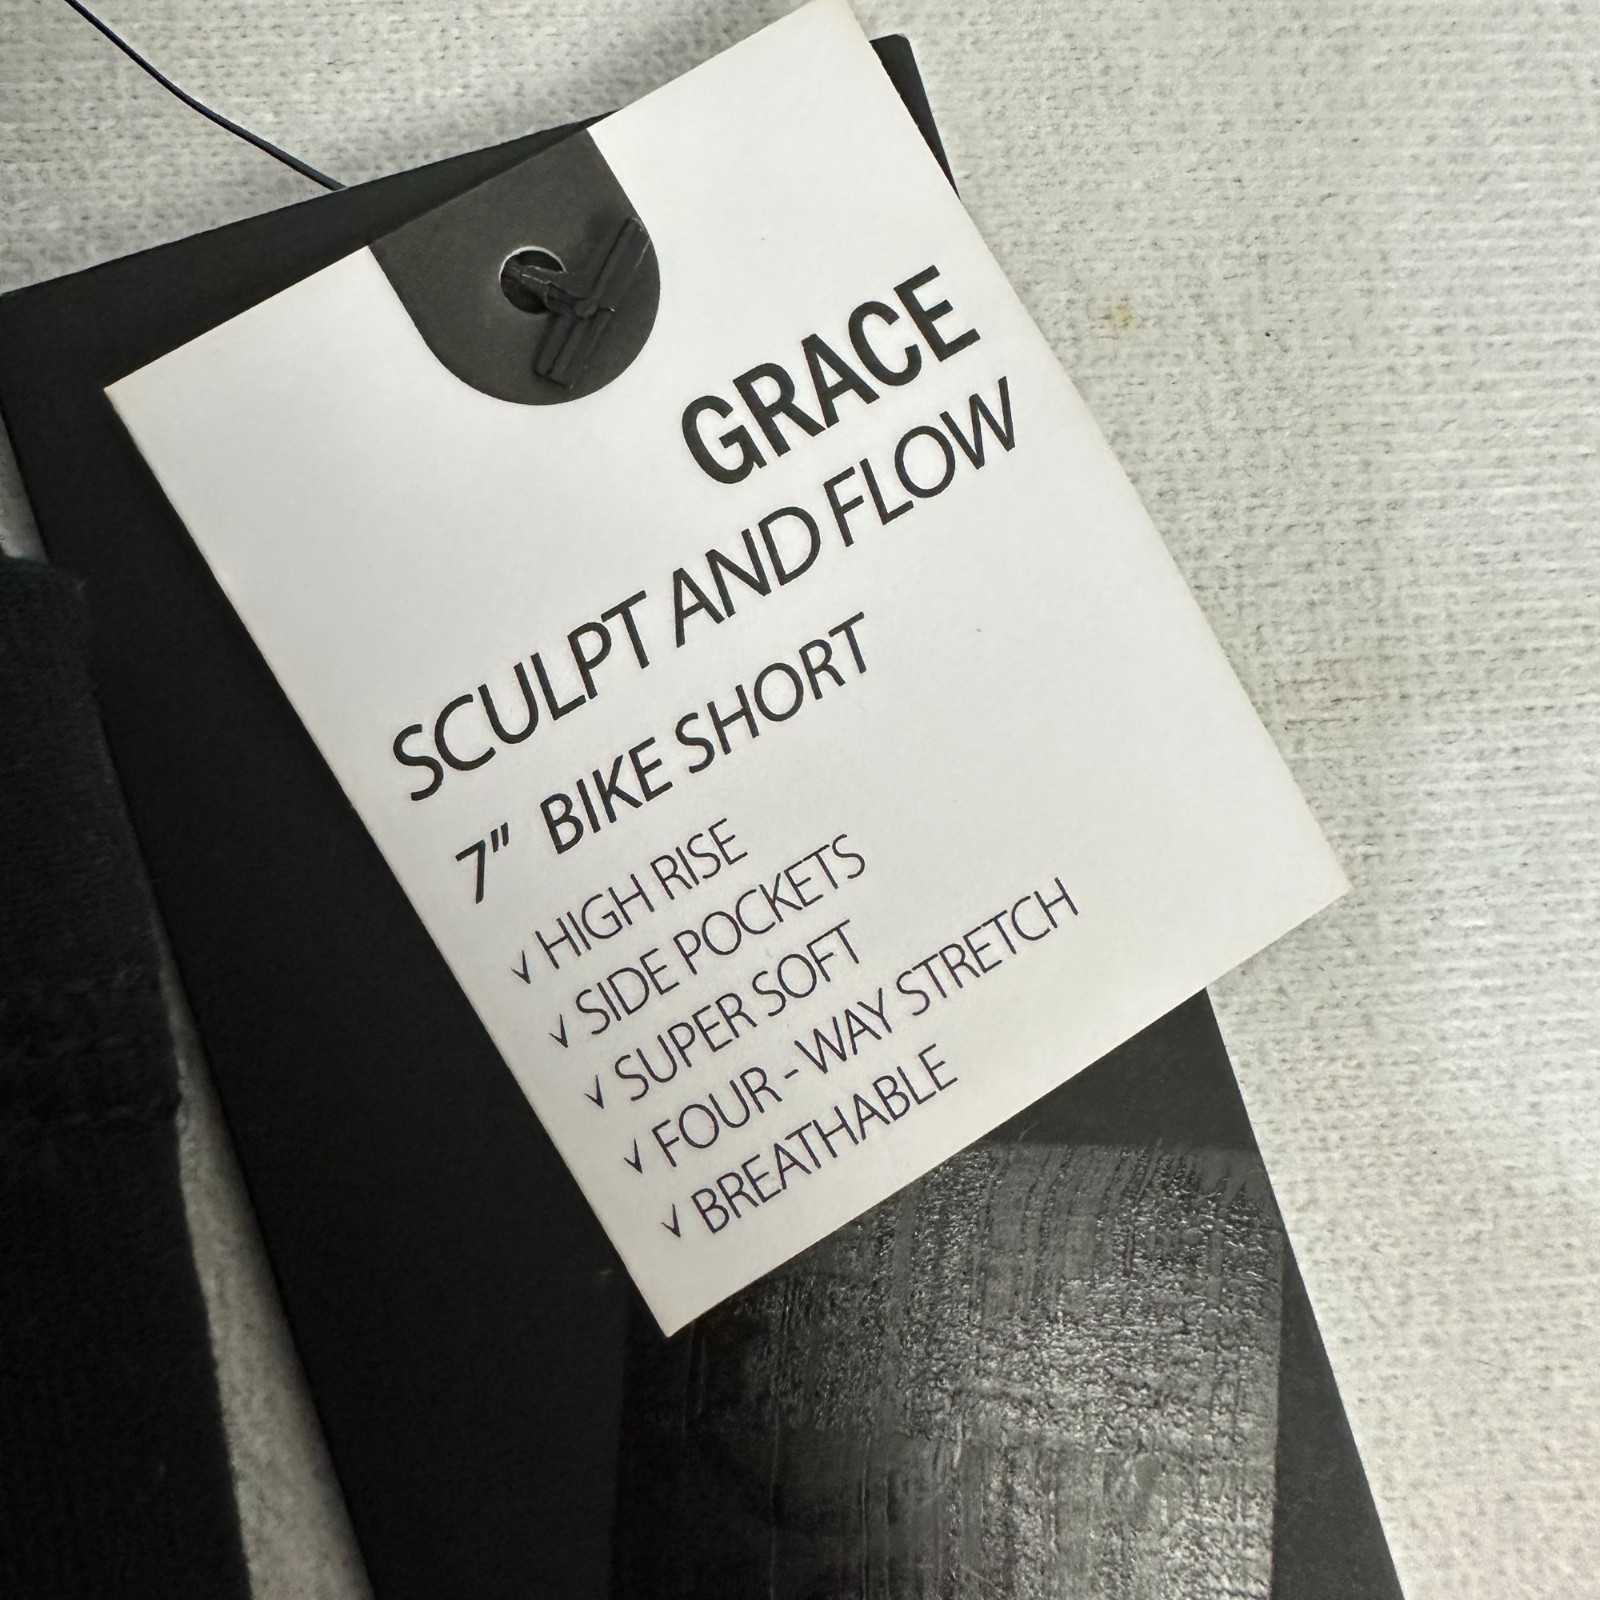 GRACE
SCULPT AND FLOW
7" BIKE SHORT
✓ HIGH RISE
✓ SIDE POCKETS
✓ SUPER SOFT
✓ FOUR - WAY STRETCH
✓ BREATHABLE